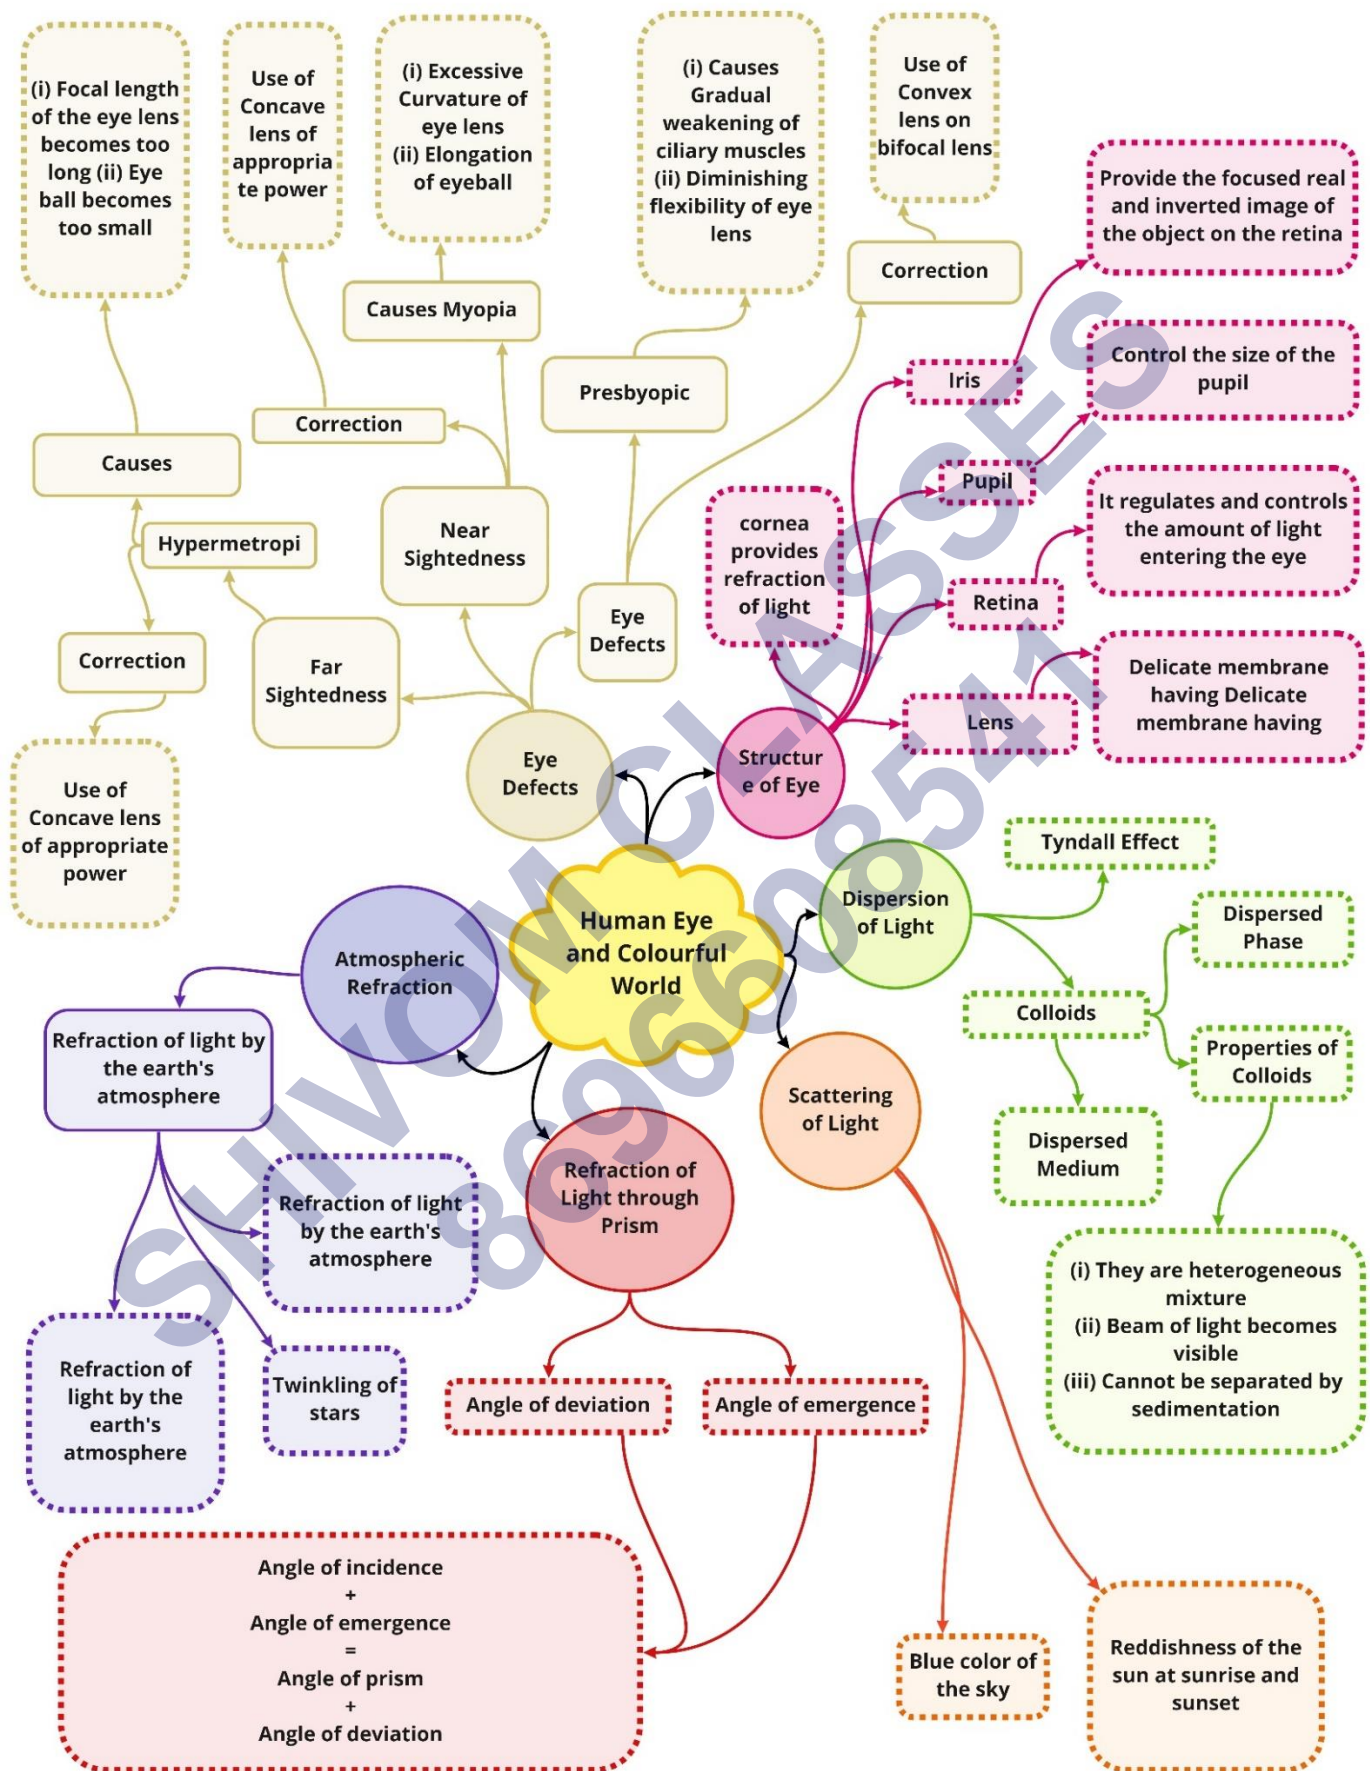 (i) Focal length
of the eye lens
becomes too
long (ii) Eye
ball becomes
too small
Use of
Concave
lens of
appropria
te power
(i) Excessive
Curvature of
eye lens
(ii) Elongation
of eyeball
(i) Causes
Gradual
weakening of
ciliary muscles
(ii) Diminishing
flexibility of eye
lens
Use of
Convex
lens on
bifocal lens
Provide the focused real
and inverted image of
the object on the retina
Correction
Causes Myopia
Presbyopic
Iris
Control the size of the
pupil
Correction
Causes
Pupil
It regulates and controls
the amount of light
entering the eye
Hypermetropi
Near
Sightedness
cornea
provides
refraction
of light
Retina
Eye
Defects
Correction
Far
Sightedness
Lens
Delicate membrane
having Delicate
membrane having
Eye
Defects
Structur
e of Eye
Use of
Concave lens
of appropriate
power
Tyndall Effect
Human Eye
and Colourful
World
Dispersion
of Light
Dispersed
Phase
Atmospheric
Refraction
Colloids
Refraction of light by
the earth's
atmosphere
Properties of
Colloids
Scattering
of Light
Dispersed
Medium
Refraction of light
by the earth's
atmosphere
Refraction of
Light through
Prism
(i) They are heterogeneous
mixture
(ii) Beam of light becomes
visible
(iii) Cannot be separated by
sedimentation
Refraction of
light by the
earth's
atmosphere
Twinkling of
stars
Angle of deviation
Angle of emergence
Angle of incidence
+
Angle of emergence
=
Angle of prism
+
Angle of deviation
Blue color of
the sky
Reddishness of the
sun at sunrise and
sunset
SHIVOM CLASSES
8696608541